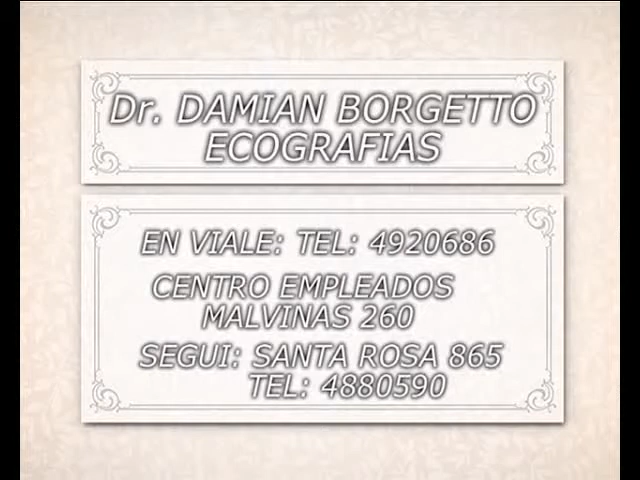 Dr. DAMIAN BORGETTO
ECOGRAFIAS
EN VIALE: TEL: 4920686
CENTRO EMPLEADOS
MALVINAS 260
SEGUI: SANTA ROSA 865
TEL: 4880590